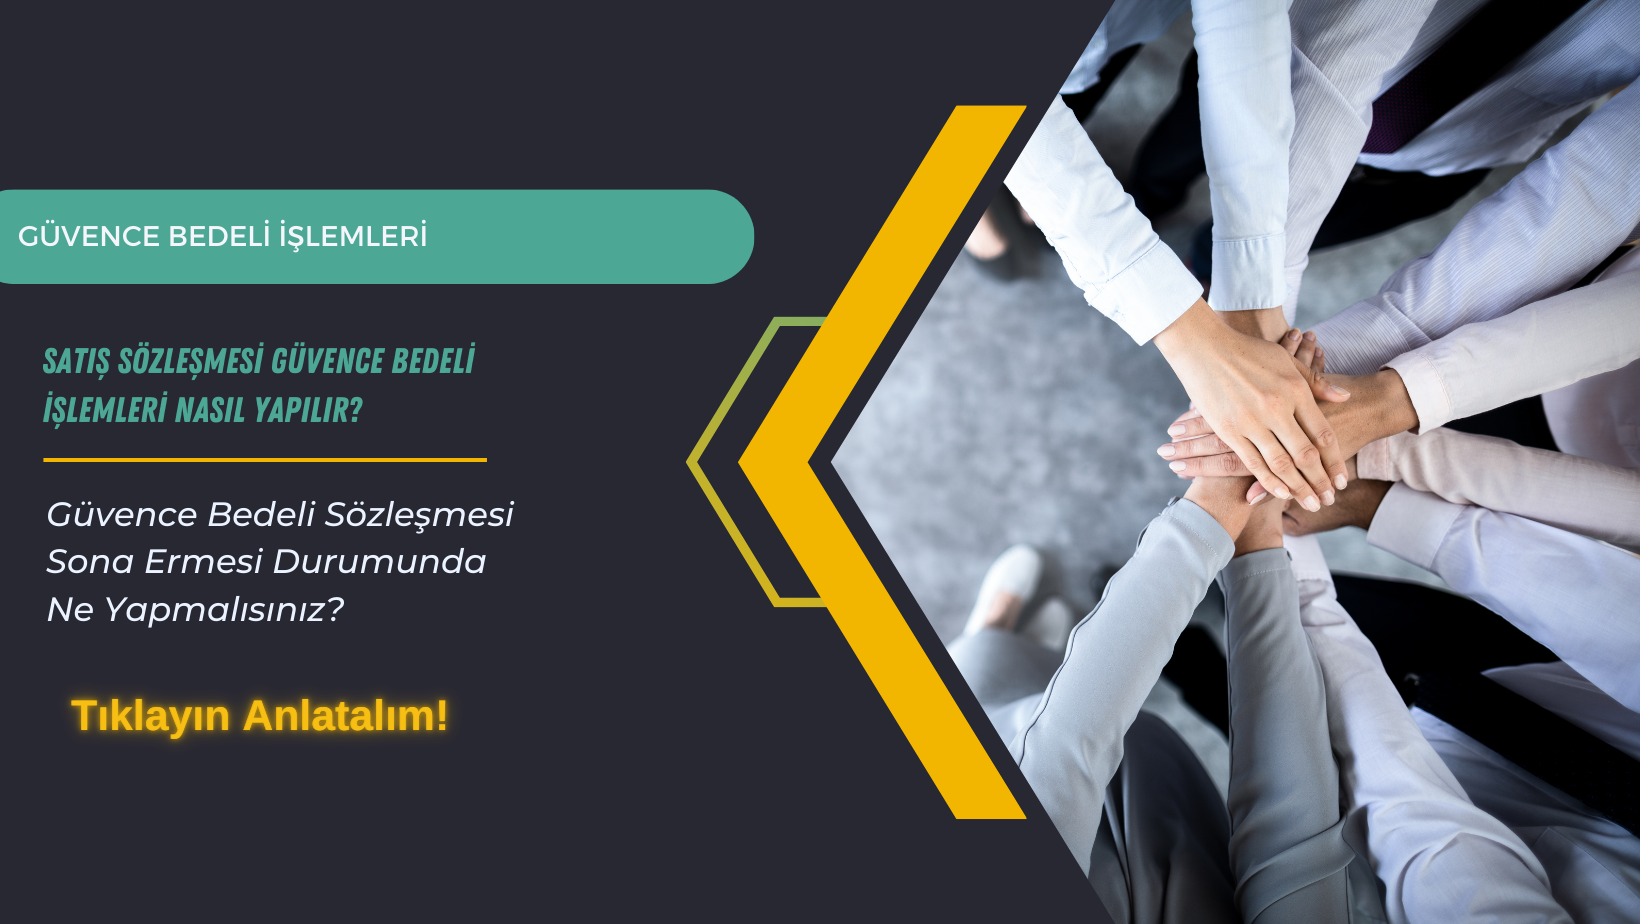 GÜVENCE BEDELİ İŞLEMLERİ
SATIŞ SÖZLEŞMESİ GÜVENCE BEDELİ
İŞLEMLERİ NASIL YAPILIR?
Güvence Bedeli Sözleşmesi
Sona Ermesi Durumunda
Ne Yapmalısınız?
Tıklayın Anlatalım!